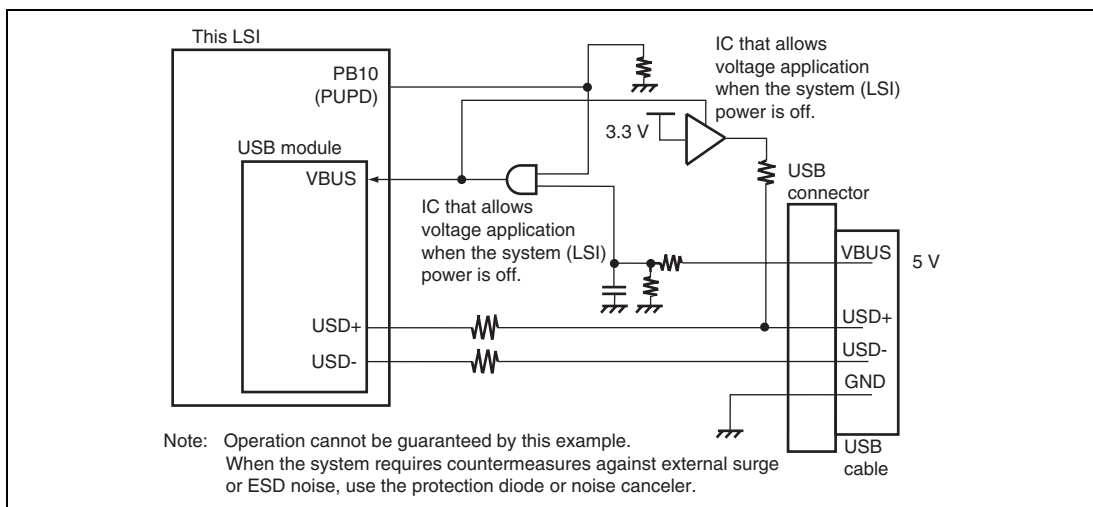 This LSI
PB10
(PUPD)
IC that allows
voltage application
when the system (LSI)
power is off.
3.3 V
USB module
VBUS
IC that allows
voltage application
when the system (LSI)
power is off.
USB
connector
VBUS
5 V
USD+
USD-
USD+
USD-
GND
USB
cable
Note: Operation cannot be guaranteed by this example.
When the system requires countermeasures against external surge
or ESD noise, use the protection diode or noise canceler.